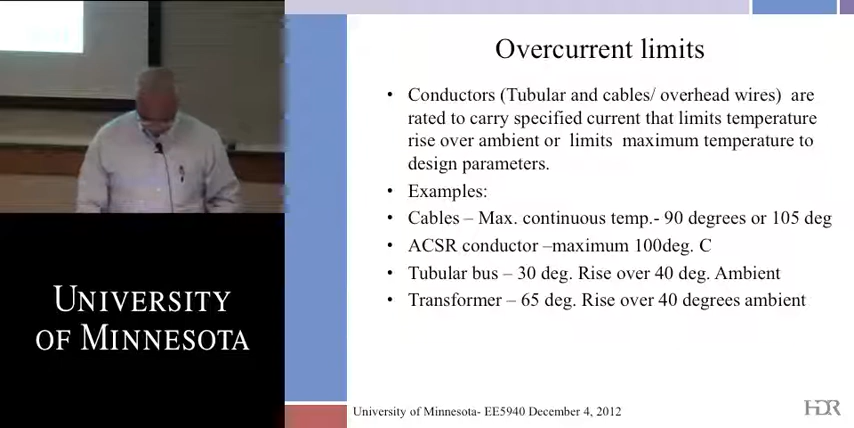 Overcurrent limits
• Conductors (Tubular and cables/ overhead wires) are
rated to carry specified current that limits temperature
rise over ambient or limits maximum temperature to
design parameters.
• Examples:
• Cables – Max. continuous temp.- 90 degrees or 105 deg
• ACSR conductor –maximum 100deg. C
• Tubular bus – 30 deg. Rise over 40 deg. Ambient
• Transformer – 65 deg. Rise over 40 degrees ambient
UNIVERSITY
OF MINNESOTA
University of Minnesota- EE5940 December 4, 2012
HDR